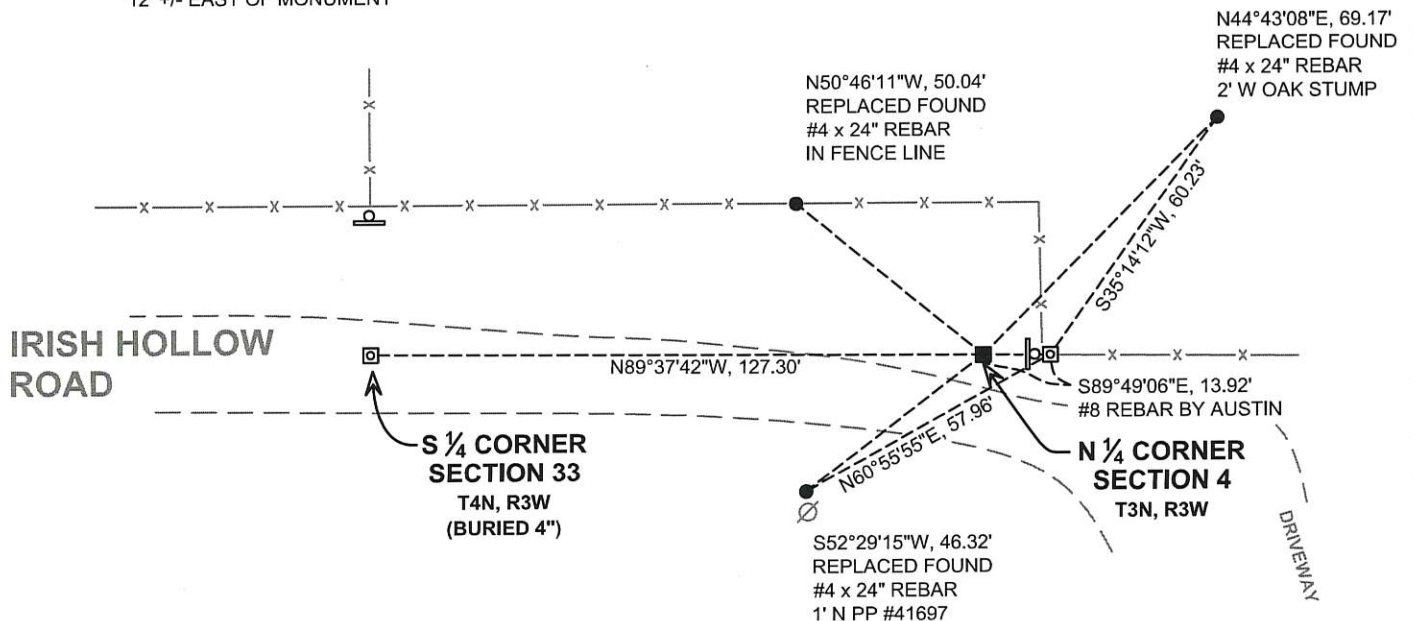 12' +/- EAST OF MONUMENT
N44°43'08"E, 69.17'
REPLACED FOUND
#4 x 24" REBAR
2' W OAK STUMP
N50°46'11"W, 50.04'
REPLACED FOUND
#4 x 24" REBAR
IN FENCE LINE
S35°14'12"W, 60.23'
IRISH HOLLOW
ROAD
N89°37'42"W, 127.30'
S89°49'06"E, 13.92'
#8 REBAR BY AUSTIN
S ¼ CORNER
SECTION 33
T4N, R3W
(BURIED 4")
N60°55'55"E, 57.96'
N ¼ CORNER
SECTION 4
T3N, R3W
DRIVEWAY
S52°29'15"W, 46.32'
REPLACED FOUND
#4 x 24" REBAR
1' N PP #41697